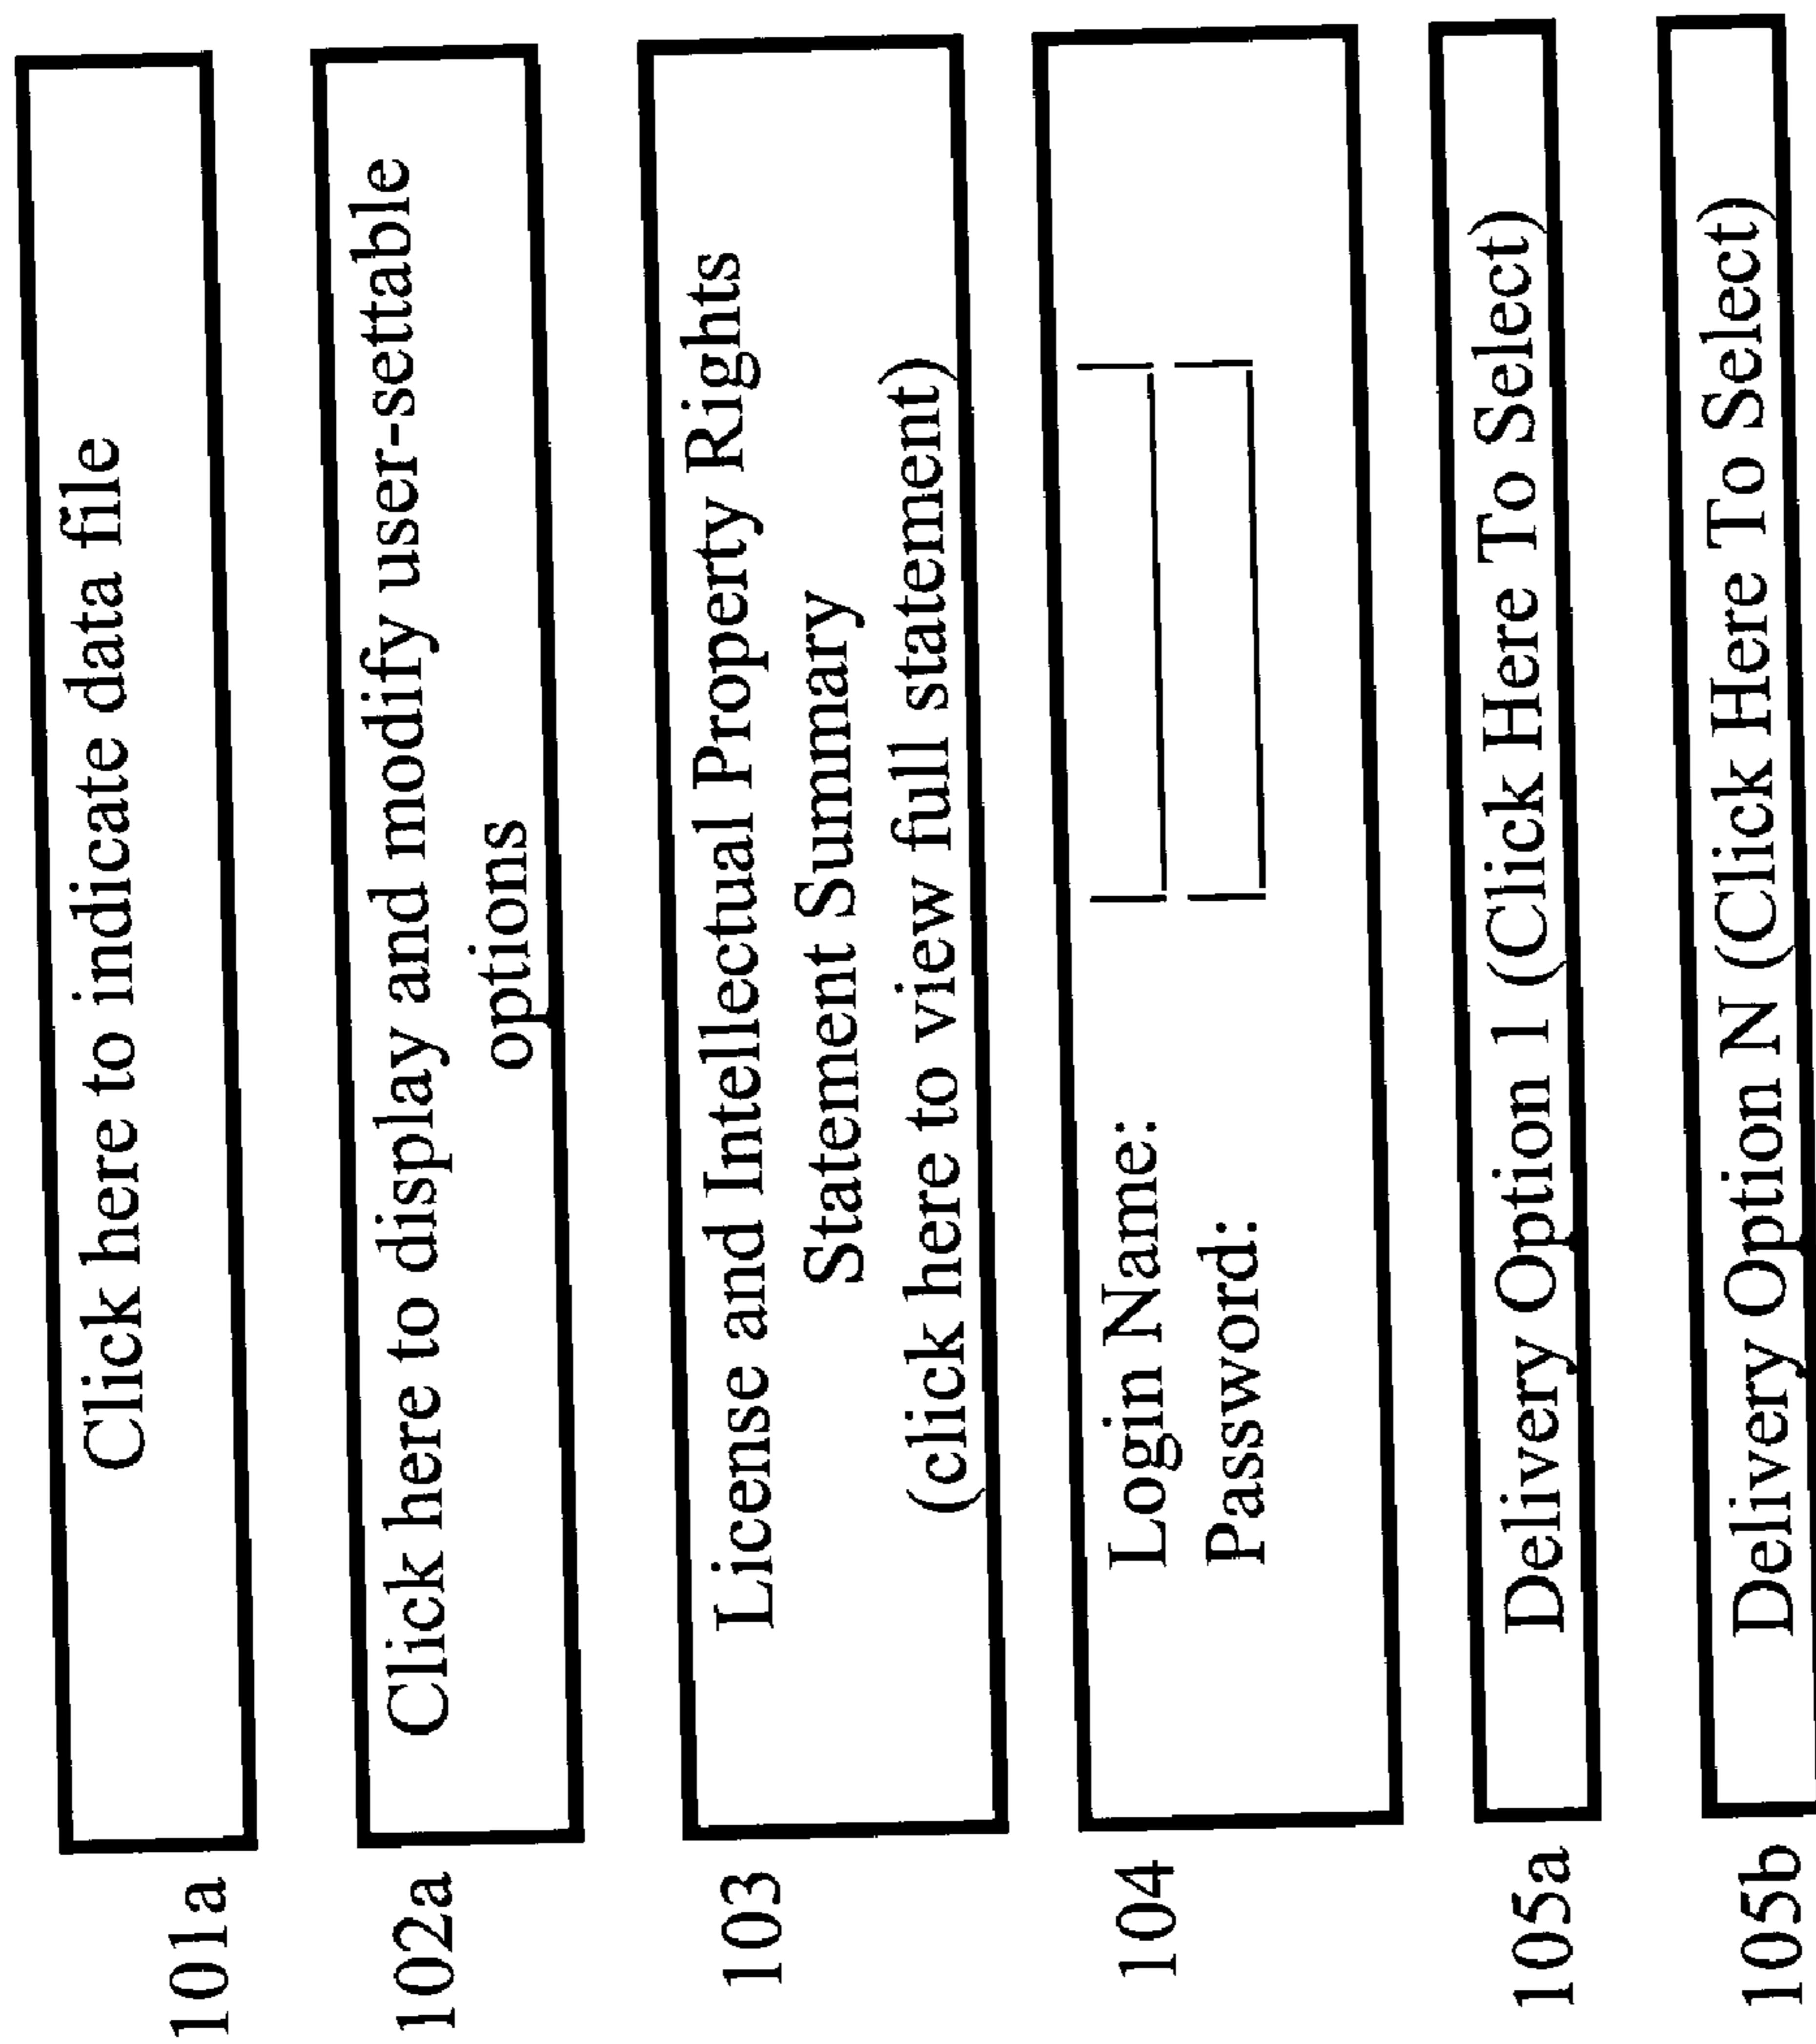 101a
Click here to indicate data file
102a
Click here to display and modify user-settable
options
103
License and Intellectual Property Rights
Statement Summary
(click here to view full statement)
104
Login Name:
Password:
105a
Delivery Option 1 (Click Here To Select)
105b
Delivery Option N (Click Here To Select)